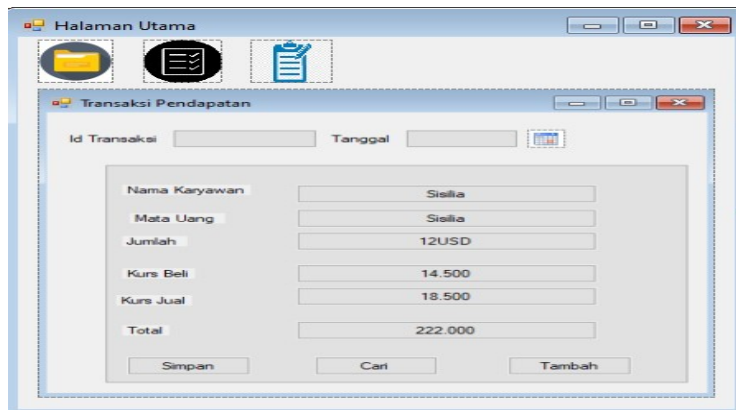 Halaman Utama
Transaksi Pendapatan
Id Transaksi Tanggal
Nama Karyawan Sisilia
Mata Uang Sisilia
Jumlah 12USD
Kurs Beli 14.500
Kurs Jual 18.500
Total 222.000
Simpan Cari Tambah